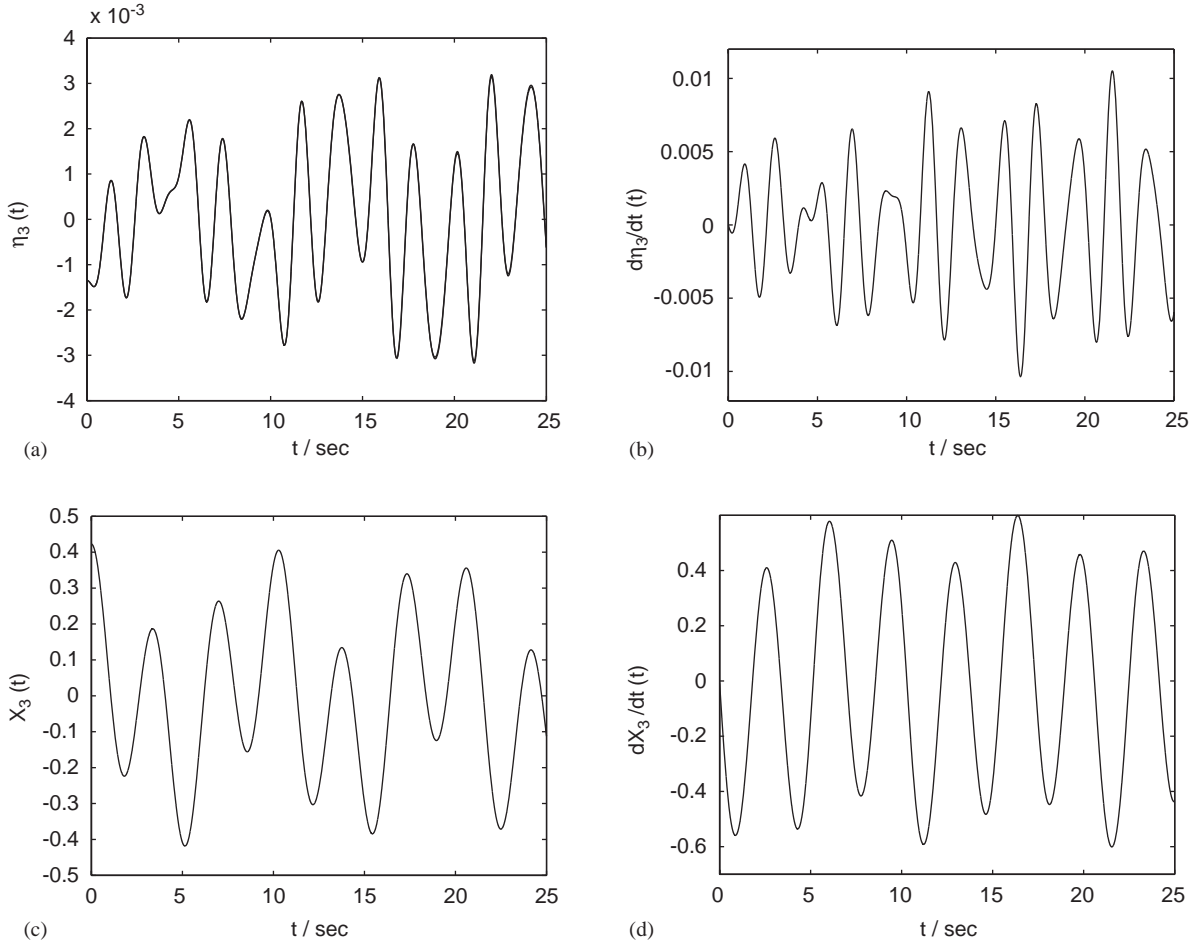 x 10⁻³
4
3
2
1
0
-1
-2
-3
-4
η₃ (t)
0 5 10 15 20 25
t / sec
(a)
0.01
0.005
0
-0.005
-0.01
dη₃/dt (t)
0 5 10 15 20 25
t / sec
(b)
0.5
0.4
0.3
0.2
0.1
0
-0.1
-0.2
-0.3
-0.4
-0.5
X₃ (t)
0 5 10 15 20 25
t / sec
(c)
0.4
0.2
0
-0.2
-0.4
-0.6
dX₃ /dt (t)
0 5 10 15 20 25
t / sec
(d)